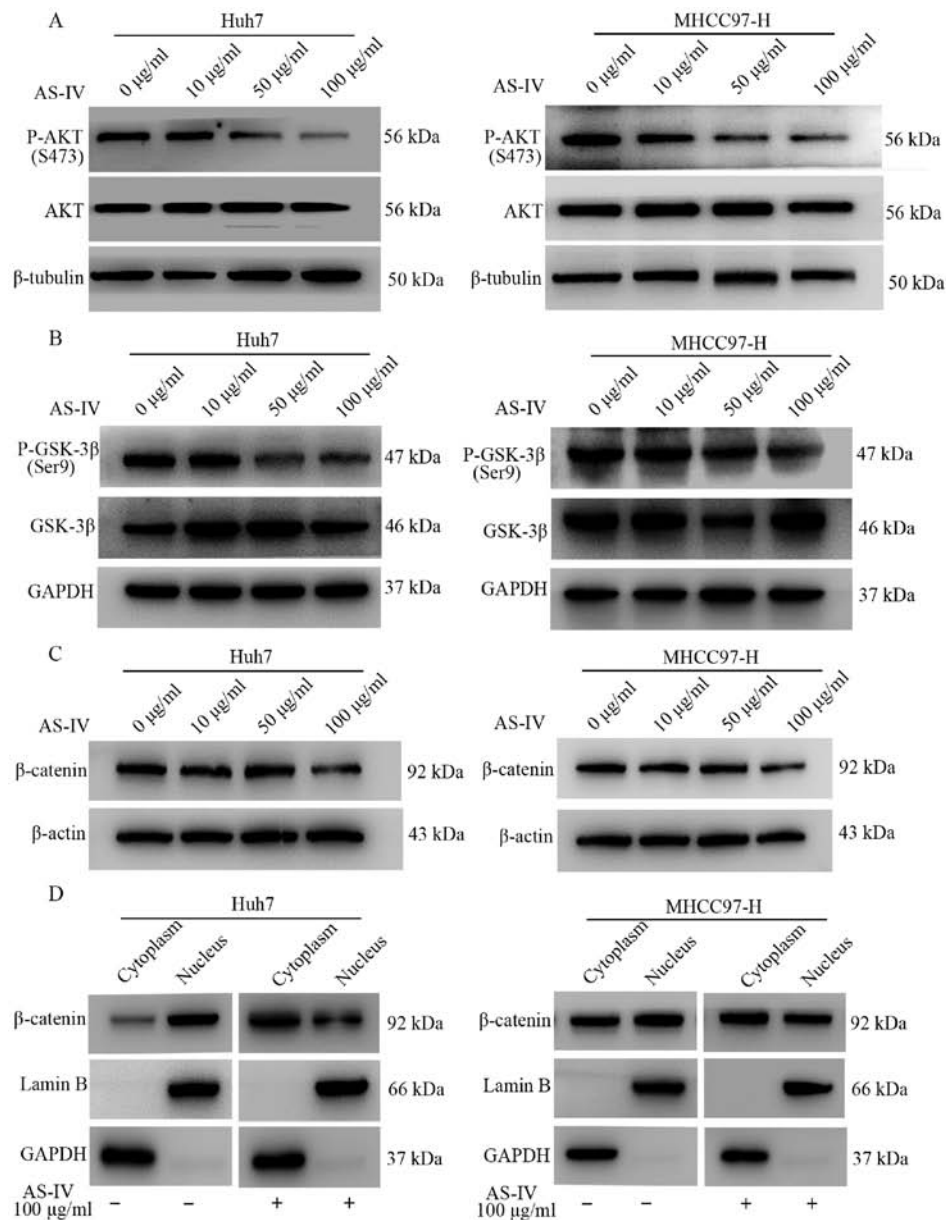 A
Huh7
MHCC97-H
AS-IV
0 μg/ml
10 μg/ml
50 μg/ml
100 μg/ml
AS-IV
0 μg/ml
10 μg/ml
50 μg/ml
100 μg/ml
P-AKT
(S473)
56 kDa
P-AKT
(S473)
56 kDa
AKT
56 kDa
AKT
56 kDa
β-tubulin
50 kDa
β-tubulin
50 kDa
B
Huh7
MHCC97-H
AS-IV
0 μg/ml
10 μg/ml
50 μg/ml
100 μg/ml
AS-IV
0 μg/ml
10 μg/ml
50 μg/ml
100 μg/ml
P-GSK-3β
(Ser9)
47 kDa
P-GSK-3β
(Ser9)
47 kDa
GSK-3β
46 kDa
GSK-3β
46 kDa
GAPDH
37 kDa
GAPDH
37 kDa
C
Huh7
MHCC97-H
AS-IV
0 μg/ml
10 μg/ml
50 μg/ml
100 μg/ml
AS-IV
0 μg/ml
10 μg/ml
50 μg/ml
100 μg/ml
β-catenin
92 kDa
β-catenin
92 kDa
β-actin
43 kDa
β-actin
43 kDa
D
Huh7
MHCC97-H
Cytoplasm
Nucleus
Cytoplasm
Nucleus
Cytoplasm
Nucleus
Cytoplasm
Nucleus
β-catenin
92 kDa
β-catenin
92 kDa
Lamin B
66 kDa
Lamin B
66 kDa
GAPDH
37 kDa
GAPDH
37 kDa
AS-IV
100 μg/ml
− − + +
AS-IV
100 μg/ml
− − + +